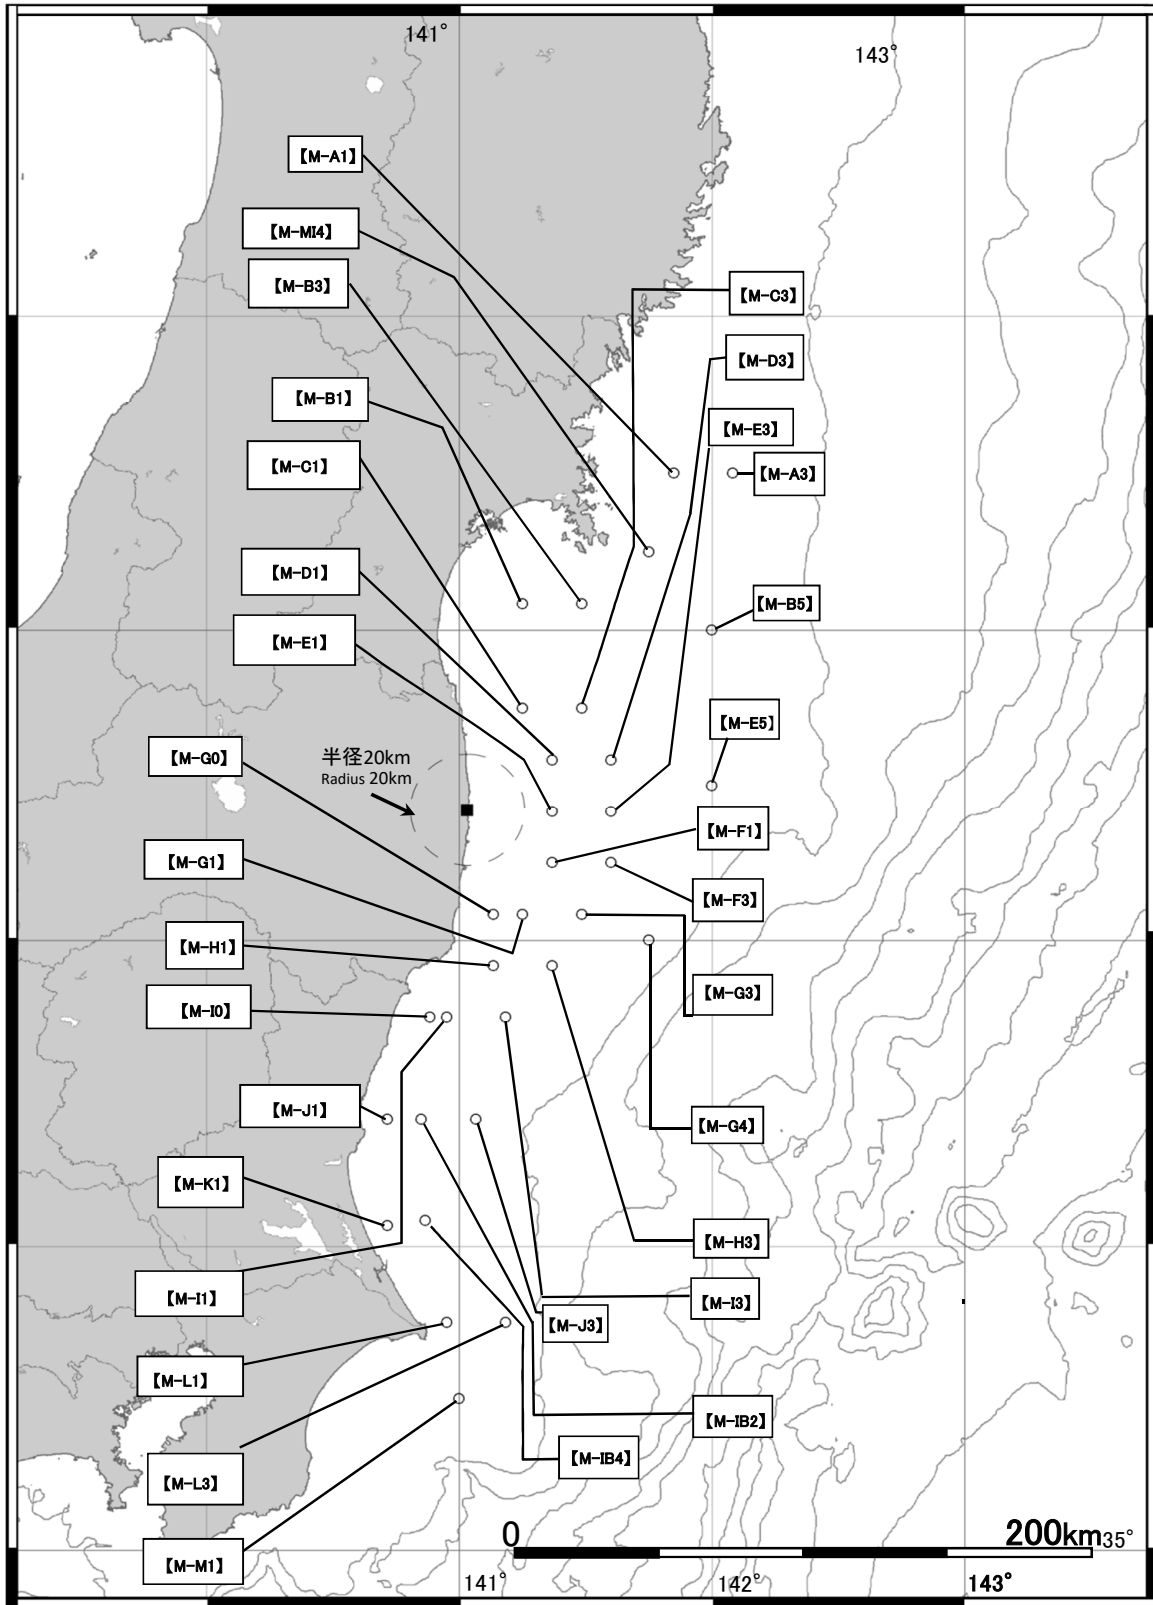 141°
143°
【M-A1】
【M-MI4】
【M-B3】
【M-C3】
【M-D3】
【M-B1】
【M-E3】
【M-C1】
【M-A3】
【M-D1】
【M-B5】
【M-E1】
【M-E5】
【M-G0】
半径20km
Radius 20km
【M-F1】
【M-G1】
【M-F3】
【M-H1】
【M-G3】
【M-I0】
【M-J1】
【M-G4】
【M-K1】
【M-H3】
【M-I1】
【M-I3】
【M-J3】
【M-L1】
【M-IB2】
【M-IB4】
【M-L3】
【M-M1】
0
200km
35°
141°
142°
143°